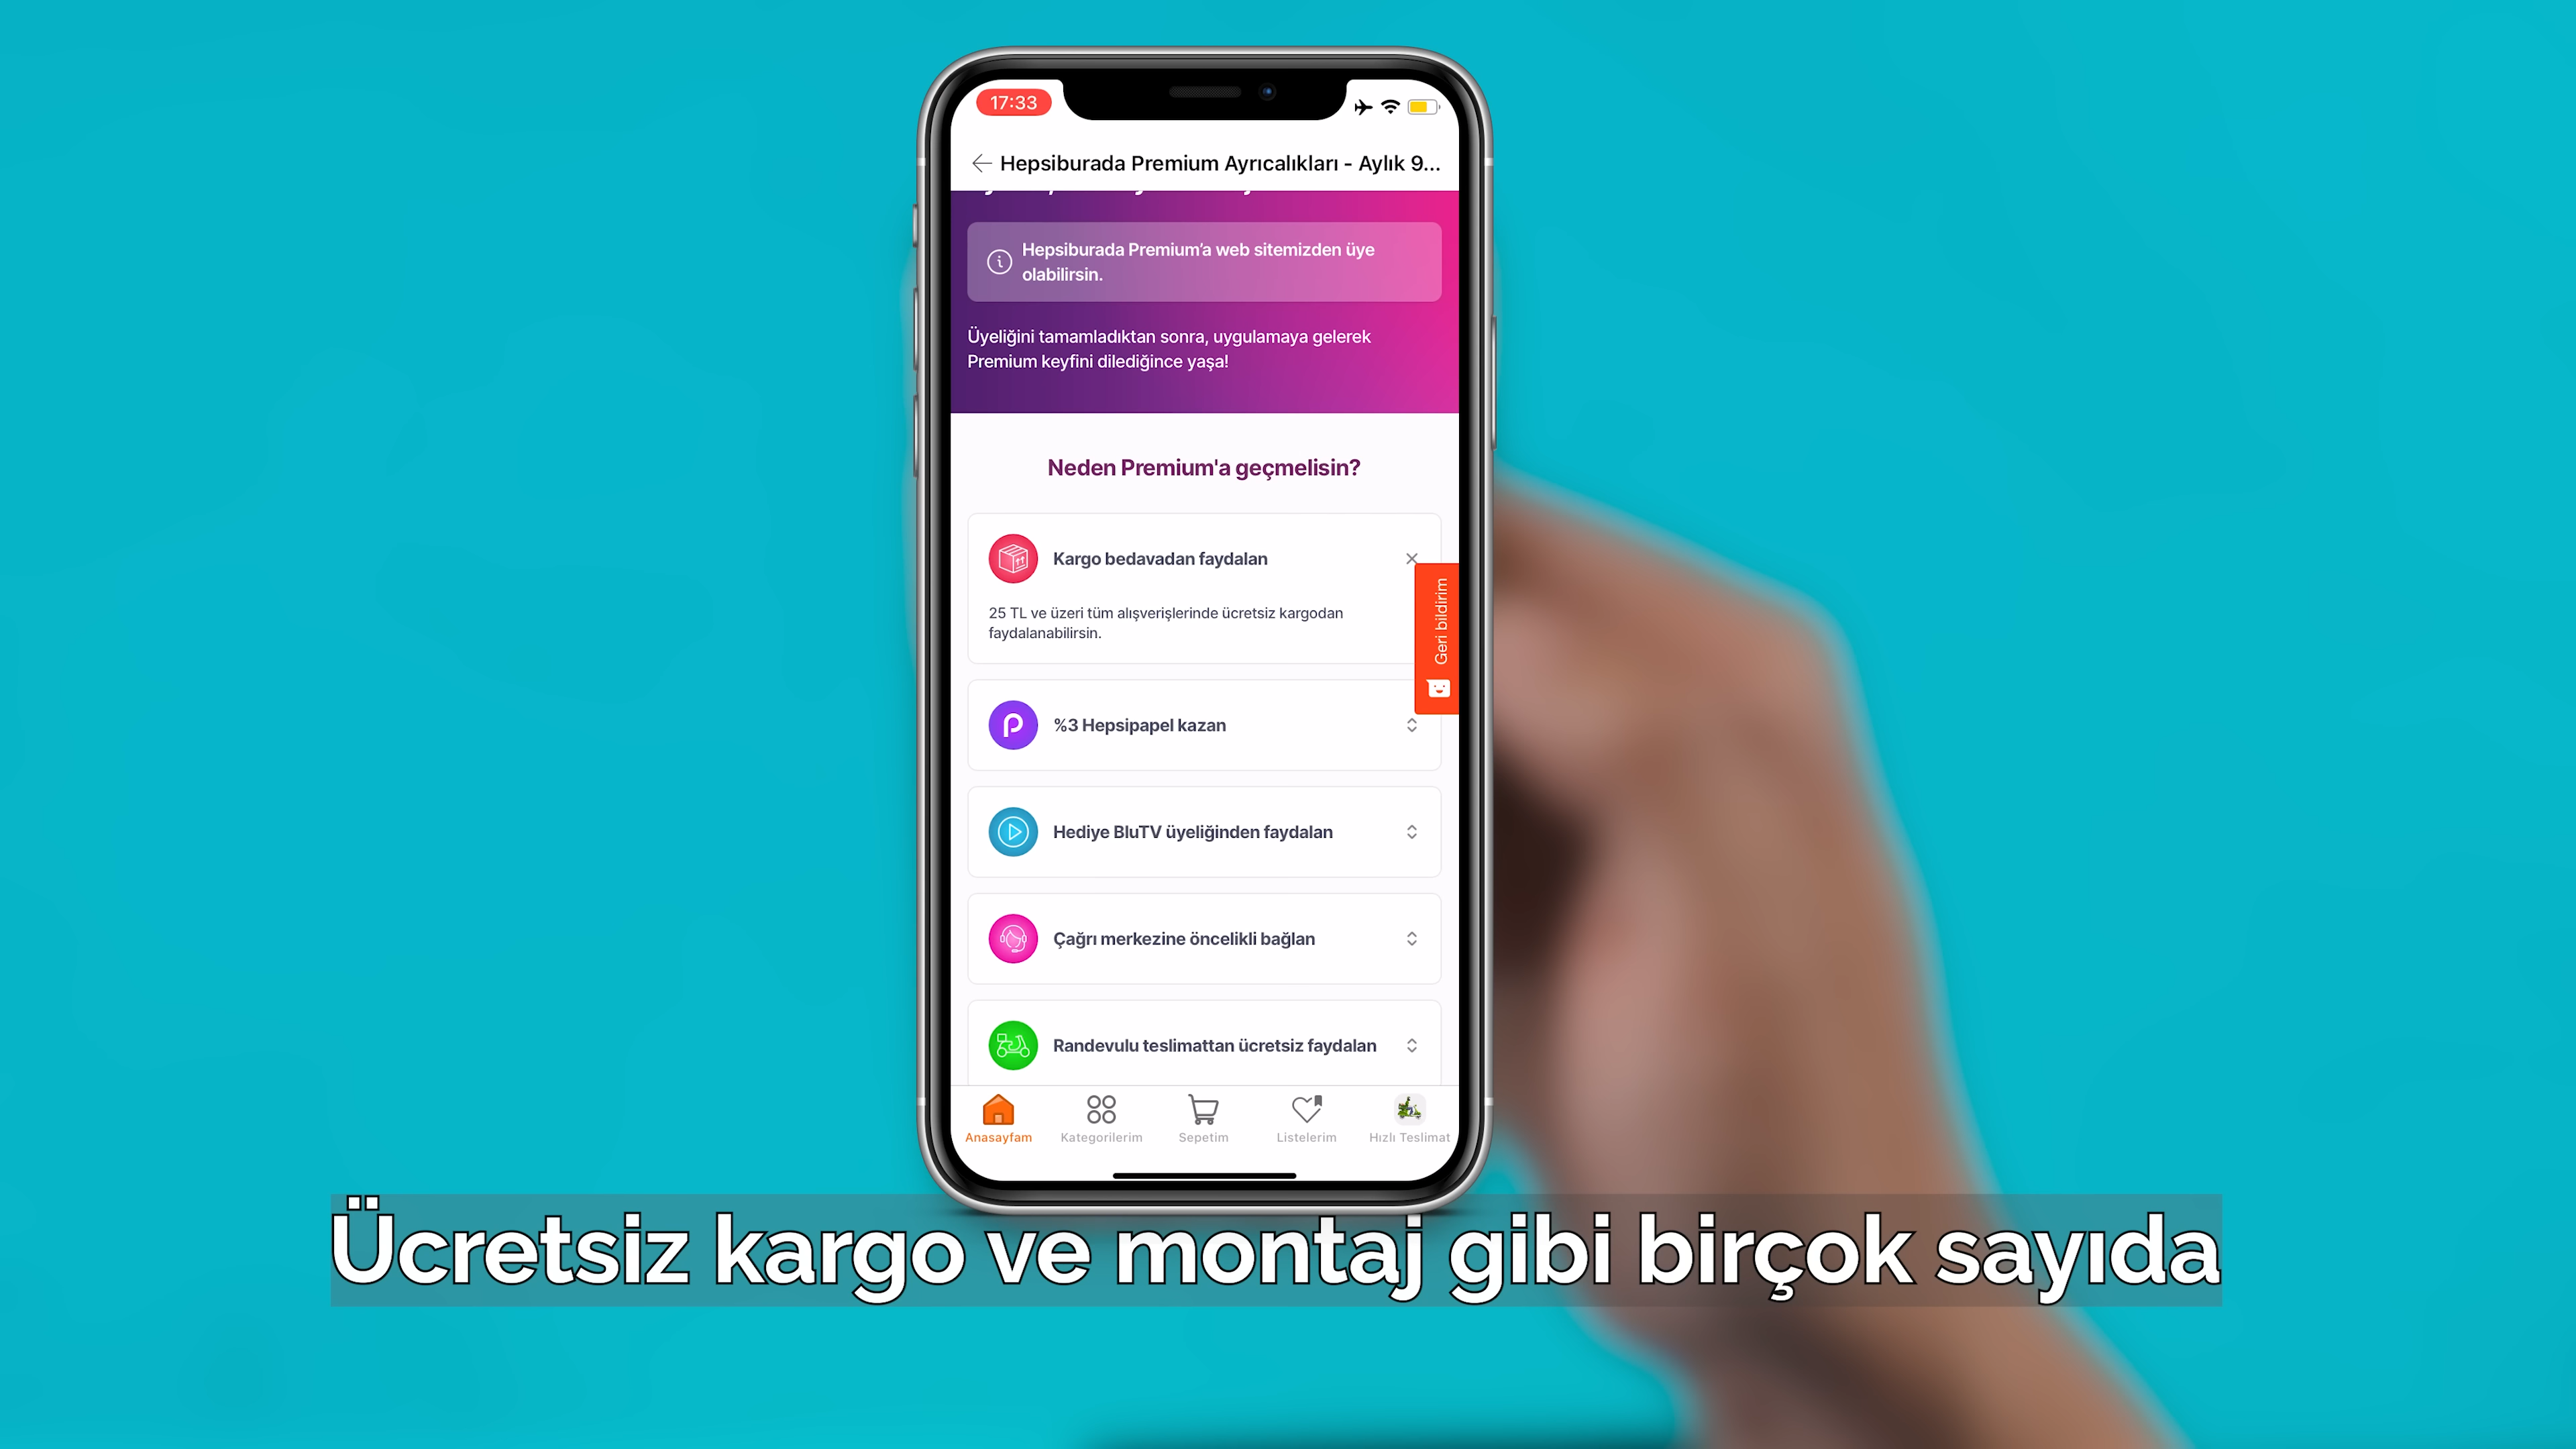 17:33
Hepsiburada Premium Ayrıcalıkları - Aylık 9...
Hepsiburada Premium'a web sitemizden üye
olabilirsin.
Üyeliğini tamamladıktan sonra, uygulamaya gelerek
Premium keyfini dilediğince yaşa!
Neden Premium'a geçmelisin?
Kargo bedavadan faydalan
25 TL ve üzeri tüm alışverişlerinde ücretsiz kargodan
faydalanabilirsin.
Geri bildirim
%3 Hepsipapel kazan
Hediye BluTV üyeliğinden faydalan
Çağrı merkezine öncelikli bağlan
Randevulu teslimattan ücretsiz faydalan
Anasayfam
Kategorilerim
Sepetim
Listelerim
Hızlı Teslimat
Ücretsiz kargo ve montaj gibi birçok sayıda